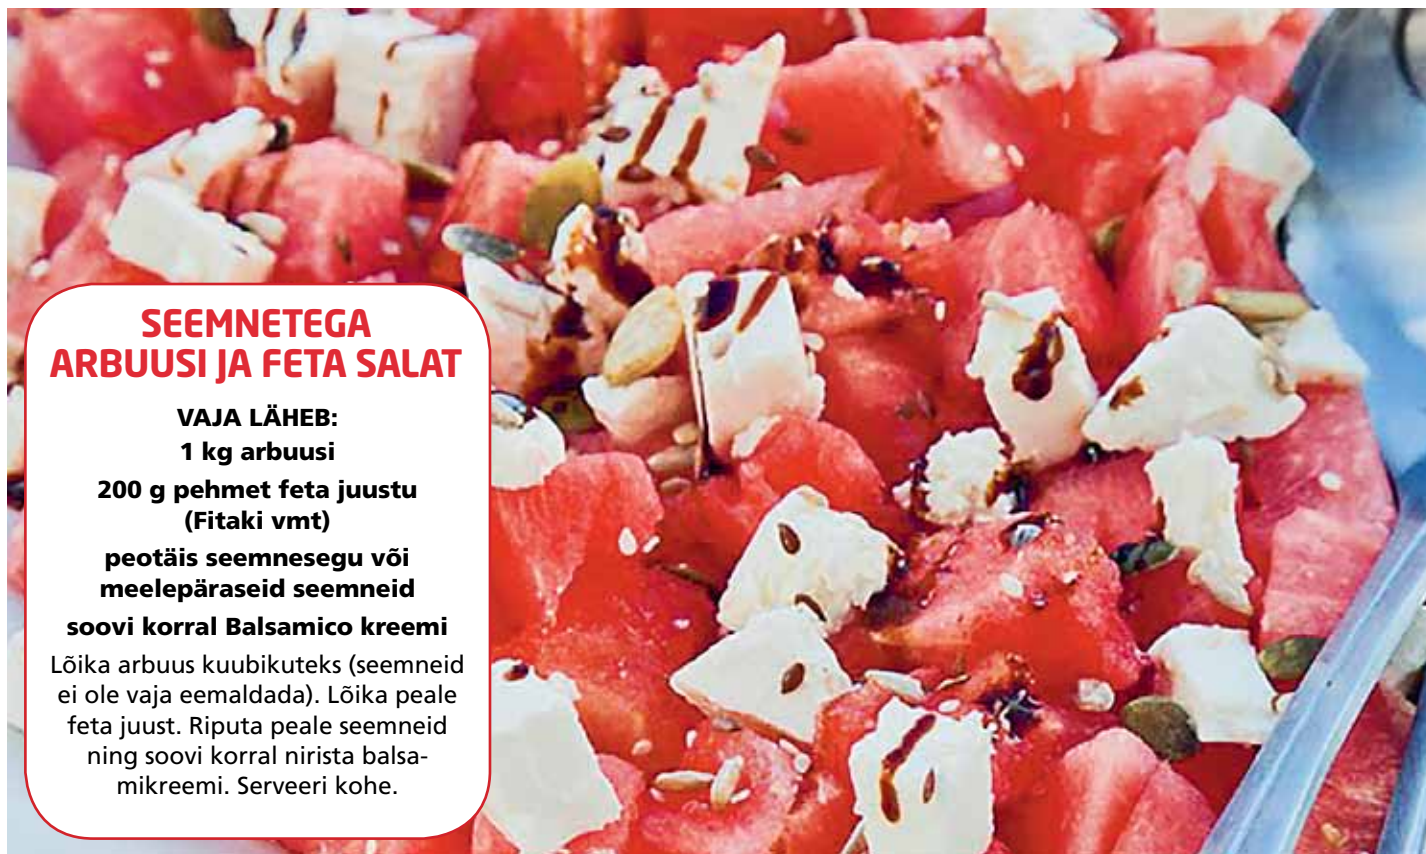 SEEMNETEGA
ARBUUSI JA FETA SALAT
VAJA LÄHEB:
1 kg arbuusi
200 g pehmet feta juustu
(Fitaki vmt)
peotäis seemnesegu või
meelepäraseid seemneid
soovi korral Balsamico kreemi
Lõika arbuus kuubikuteks (seemneid
ei ole vaja eemaldada). Lõika peale
feta juust. Riputa peale seemneid
ning soovi korral nirista balsa-
mikreemi. Serveeri kohe.